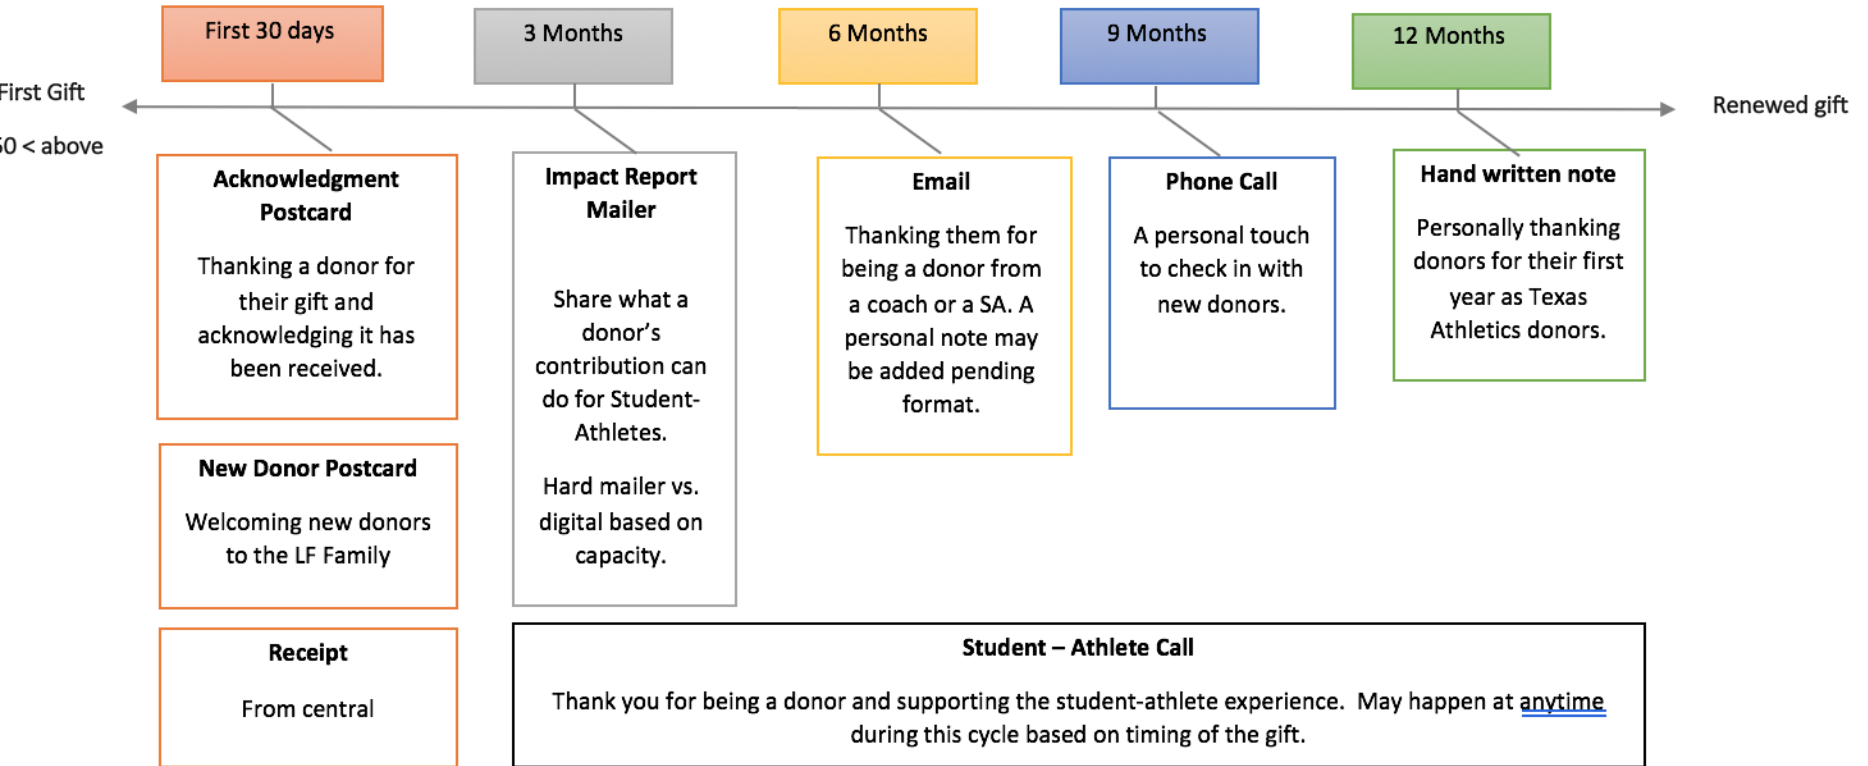 First 30 days
3 Months
6 Months
9 Months
12 Months
First Gift
Renewed gift
< above
Acknowledgment
Postcard
Thanking a donor for
their gift and
acknowledging it has
been received.
New Donor Postcard
Welcoming new donors
to the LF Family
Receipt
From central
Impact Report
Mailer
Share what a
donor’s
contribution can
do for Student-
Athletes.
Hard mailer vs.
digital based on
capacity.
Email
Thanking them for
being a donor from
a coach or a SA. A
personal note may
be added pending
format.
Phone Call
A personal touch
to check in with
new donors.
Hand written note
Personally thanking
donors for their first
year as Texas
Athletics donors.
Student – Athlete Call
Thank you for being a donor and supporting the student-athlete experience.  May happen at anytime
during this cycle based on timing of the gift.